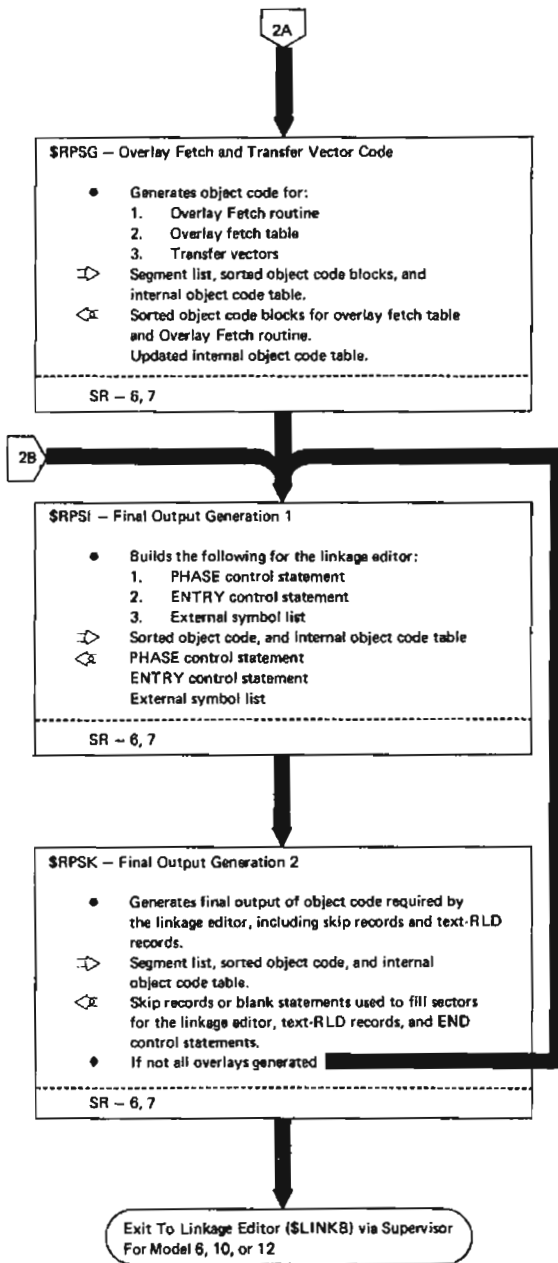 2A
$RPSG — Overlay Fetch and Transfer Vector Code
● Generates object code for:
1. Overlay Fetch routine
2. Overlay fetch table
3. Transfer vectors
Segment list, sorted object code blocks, and
internal object code table.
Sorted object code blocks for overlay fetch table
and Overlay Fetch routine.
Updated internal object code table.
SR — 6, 7
2B
$RPSI — Final Output Generation 1
● Builds the following for the linkage editor:
1. PHASE control statement
2. ENTRY control statement
3. External symbol list
Sorted object code, and internal object code table
PHASE control statement
ENTRY control statement
External symbol list
SR — 6, 7
$RPSK — Final Output Generation 2
● Generates final output of object code required by
the linkage editor, including skip records and text-RLD
records.
Segment list, sorted object code, and internal
object code table.
Skip records or blank statements used to fill sectors
for the linkage editor, text-RLD records, and END
control statements.
♦ If not all overlays generated
SR — 6, 7
Exit To Linkage Editor ($LINKB) via Supervisor
For Model 6, 10, or 12